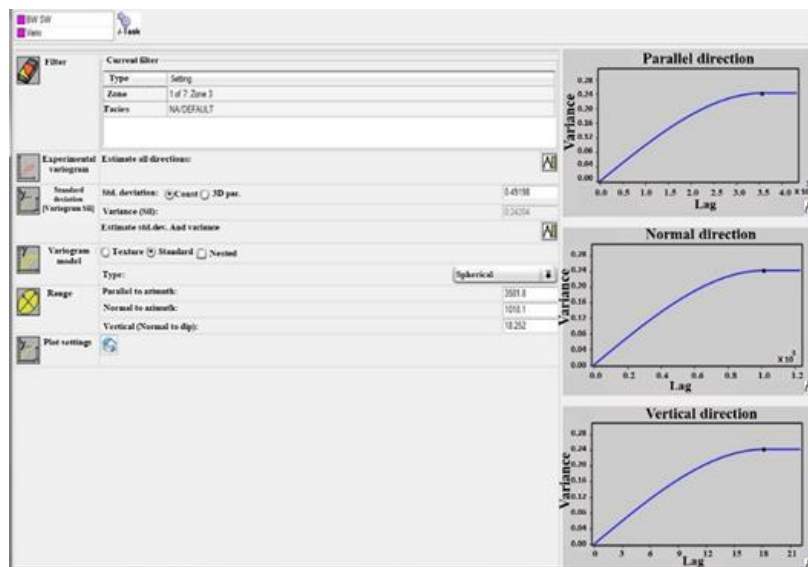 BW SW
Vario
Filter
Current filter
Type Setting
Zone 1 of 7: Zone 3
Facies NA/DEFAULT
Experimental variogram
Estimate all directions:
All
Standard deviation [Variogram Sill]
Std. deviation: Const 3D par. 0.49198
Variance (Sill): 0.24204
Estimate std.dev. And variance
All
Variogram model
Texture Standard Nested
Type: Spherical
Range
Parallel to azimuth: 3501.8
Normal to azimuth: 1010.1
Vertical (Normal to dip): 18.252
Plot settings
Parallel direction
Variance
0.28
0.24
0.20
0.16
0.12
0.08
0.04
0.00
0.0 0.5 1.0 1.5 2.0 2.5 3.0 3.5 4.0 X 10
Lag
Normal direction
Variance
0.28
0.24
0.20
0.16
0.12
0.08
0.04
0.00
X 10
0.0 0.2 0.4 0.6 0.8 1.0 1.2
Lag
Vertical direction
Variance
0.28
0.24
0.16
0.12
0.04
0.00
0 3 6 9 12 15 18 21
Lag